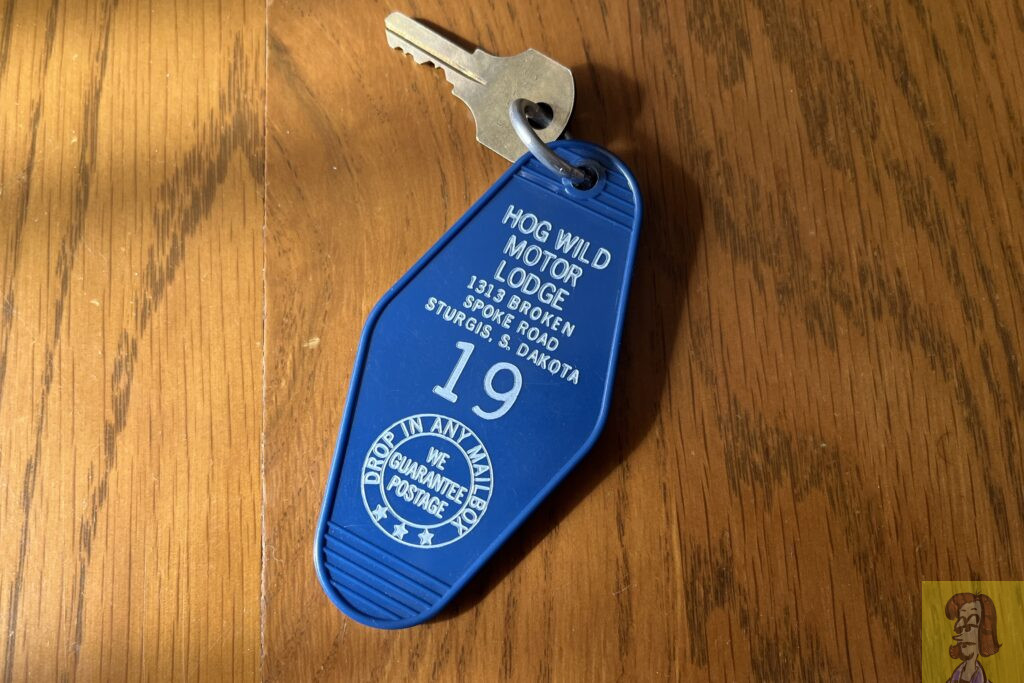 HOG WILD
MOTOR
LODGE
1313 BROKEN
SPOKE ROAD
STURGIS, S. DAKOTA
19
DROP IN ANY MAILBOX
WE
GUARANTEE
POSTAGE